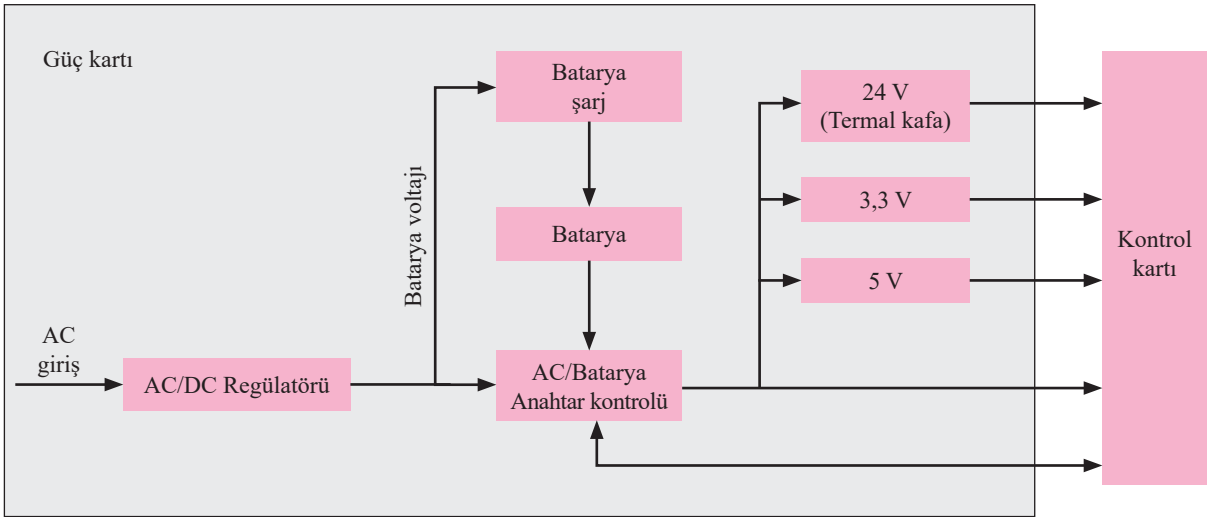 Güç kartı
Batarya
şarj
24 V
(Termal kafa)
Batarya voltajı
3,3 V
Batarya
Kontrol
kartı
5 V
AC
giriş
AC/DC Regülatörü
AC/Batarya
Anahtar kontrolü